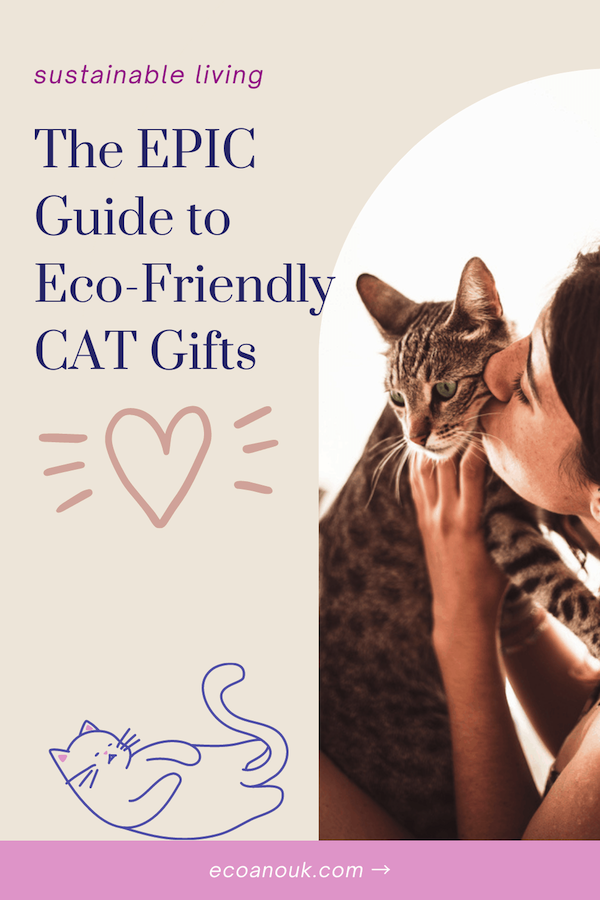 sustainable living
The EPIC
Guide to
Eco-Friendly
CAT Gifts
ecoanouk.com →